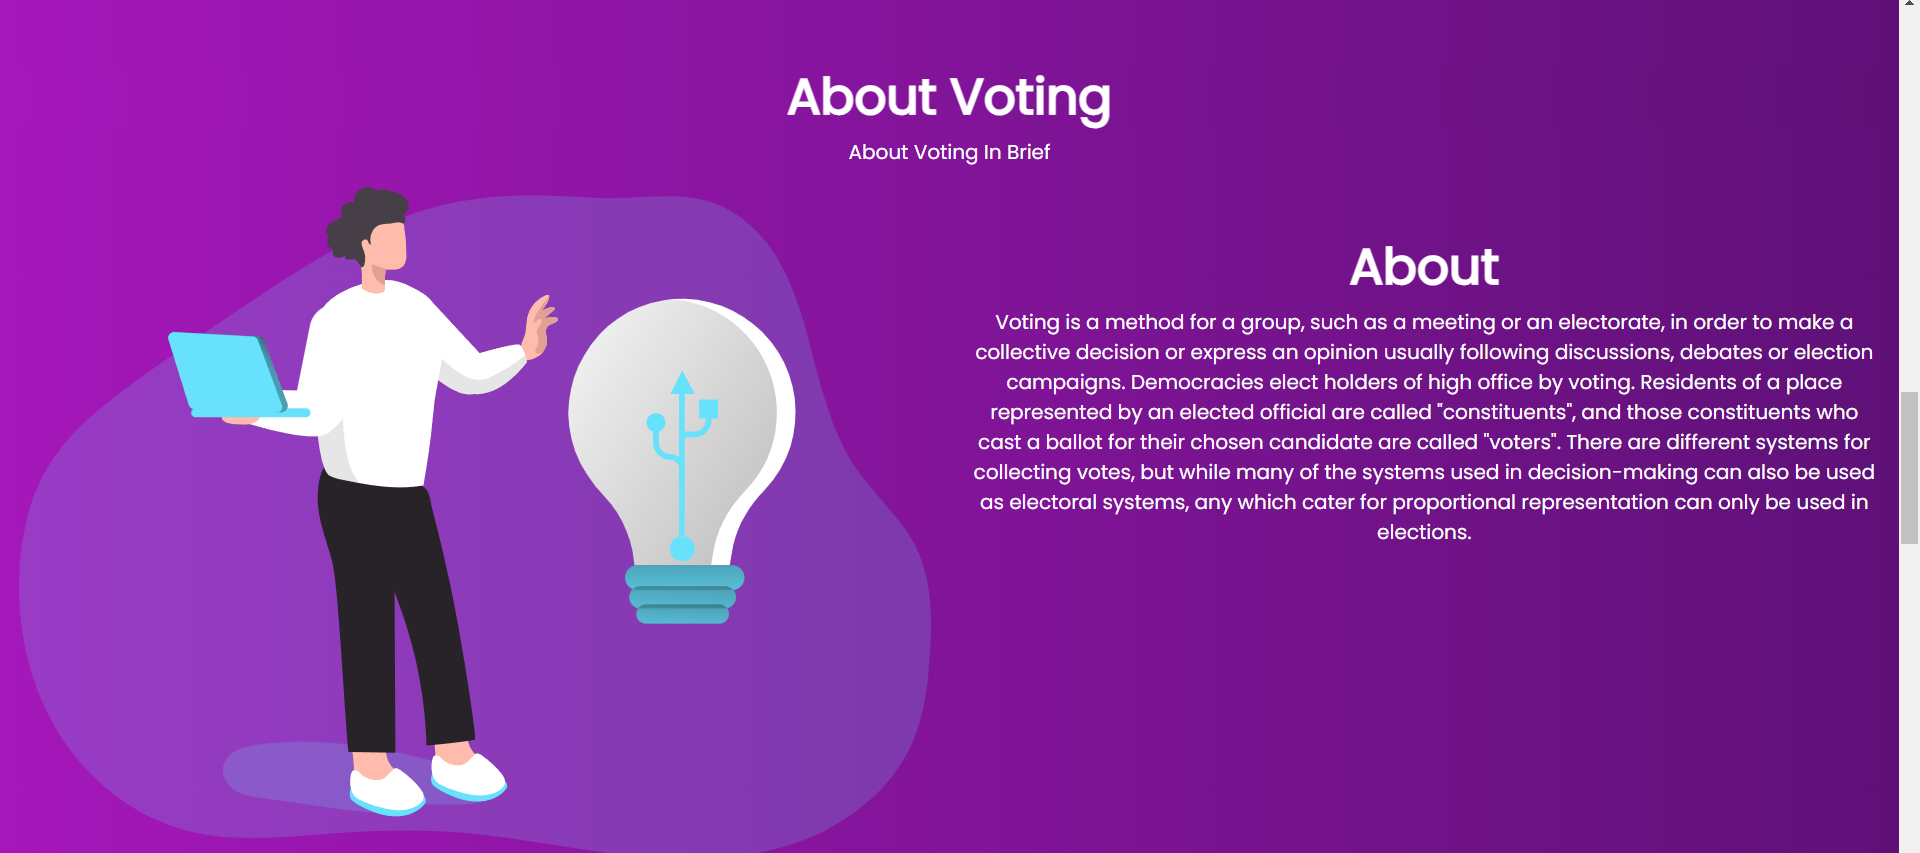 About Voting
About Voting In Brief
About
Voting is a method for a group, such as a meeting or an electorate, in order to make a
collective decision or express an opinion usually following discussions, debates or election
campaigns. Democracies elect holders of high office by voting. Residents of a place
represented by an elected official are called "constituents", and those constituents who
cast a ballot for their chosen candidate are called "voters". There are different systems for
collecting votes, but while many of the systems used in decision-making can also be used
as electoral systems, any which cater for proportional representation can only be used in
elections.